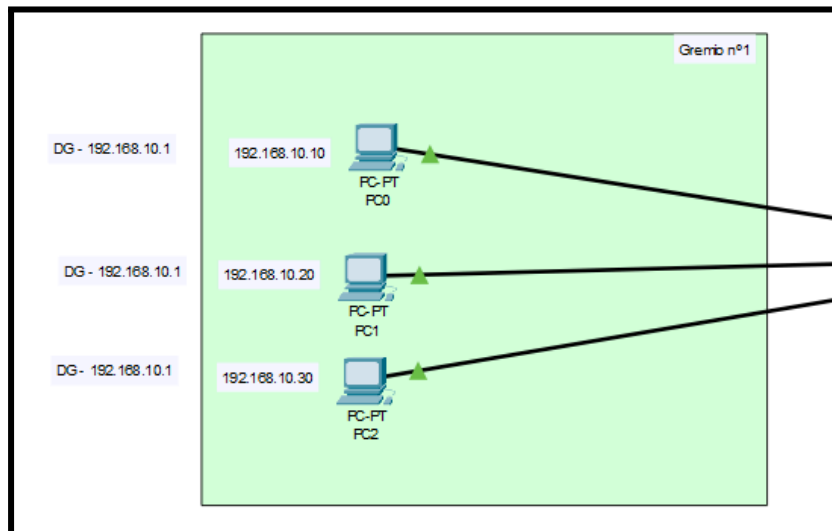 Gremio nº1
DG - 192.168.10.1
192.168.10.10
PC-PT
PC0
DG - 192.168.10.1
192.168.10.20
PC-PT
PC1
DG- 192.168.10.1
192.168.10.30
PC-PT
PC2